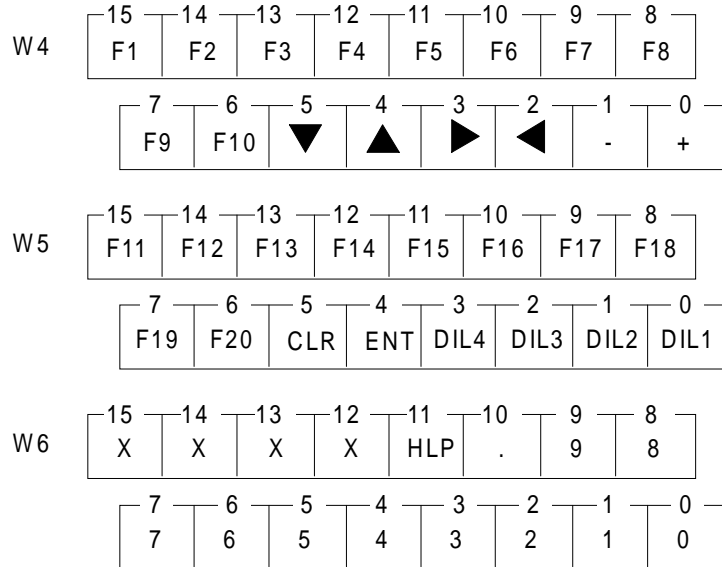 15 14 13 12 11 10 9 8
W4 F1 F2 F3 F4 F5 F6 F7 F8
7 6 5 4 3 2 1 0
F9 F10 ▼ ▲ ▶ ◀ - +
15 14 13 12 11 10 9 8
W5 F11 F12 F13 F14 F15 F16 F17 F18
7 6 5 4 3 2 1 0
F19 F20 CLR ENT DIL4 DIL3 DIL2 DIL1
15 14 13 12 11 10 9 8
W6 X X X X HLP . 9 8
7 6 5 4 3 2 1 0
7 6 5 4 3 2 1 0